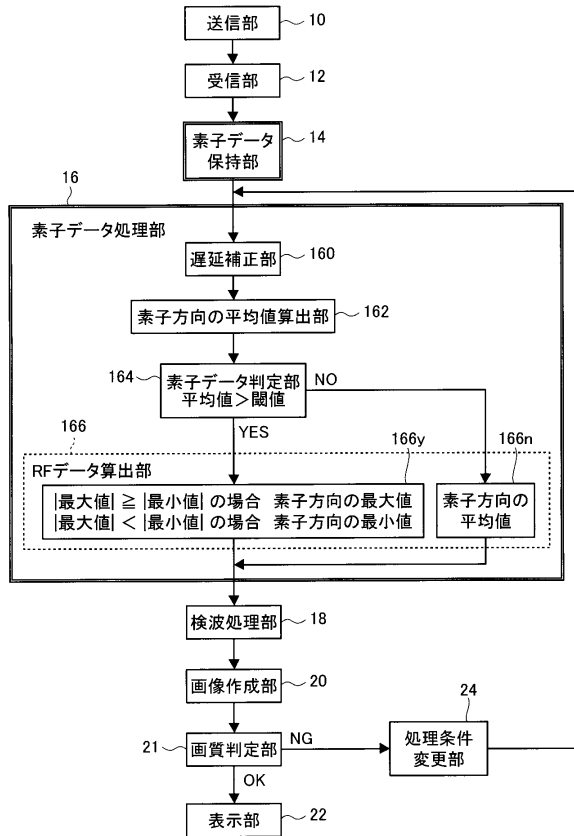 送信部 10
受信部 12
素子データ
保持部 14
16
素子データ処理部
遅延補正部 160
素子方向の平均値算出部 162
164 素子データ判定部
平均値＞閾値
NO
YES
166
RFデータ算出部
166y
166n
|最大値| ≧ |最小値| の場合 素子方向の最大値
|最大値| < |最小値| の場合 素子方向の最小値
素子方向の
平均値
検波処理部 18
画像作成部 20
21 画質判定部
NG
24
処理条件
変更部
OK
表示部 22